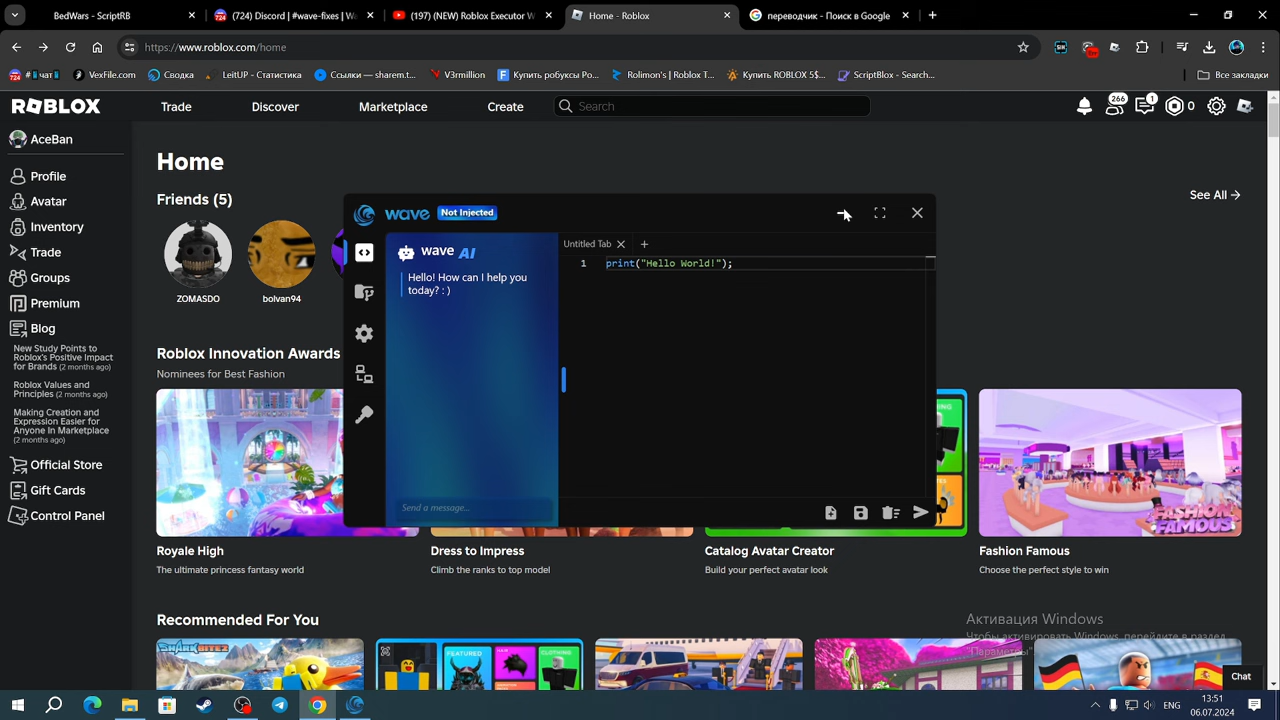 BedWars - ScriptRB
(724) Discord | #wave-fixes | Wa
(197) (NEW) Roblox Executor W
Home - Roblox
переводчик - Поиск в Google
https://www.roblox.com/home
VexFile.com
Сводка
LeitUP - Статистика
Ссылки — sharem.t...
V3rmillion
Купить робуксы Ро...
Rolimon's | Roblox T...
Купить ROBLOX 5$...
ScriptBlox - Search...
Все закладки
ROBLOX
Trade
Discover
Marketplace
Create
Search
266
1
0
AceBan
Profile
Avatar
Inventory
Trade
Groups
Premium
Blog
New Study Points to
Roblox's Positive Impact
for Brands (2 months ago)
Roblox Values and
Principles (2 months ago)
Making Creation and
Expression Easier for
Anyone In Marketplace
(2 months ago)
Official Store
Gift Cards
Control Panel
Home
Friends (5)
See All
ZOMASDO
bolvan94
wave
Not Injected
wave AI
Hello! How can I help you
today? : )
Send a message...
Untitled Tab
1 print("Hello World!");
Roblox Innovation Awards
Nominees for Best Fashion
FASHION
FAMOUS
Royale High
The ultimate princess fantasy world
Dress to Impress
Climb the ranks to top model
Catalog Avatar Creator
Build your perfect avatar look
Fashion Famous
Choose the perfect style to win
Recommended For You
SHARKBITE2
FEATURED
HAIR
CLOTHING
Активация Windows
Чтобы активировать Windows, перейдите в раздел
"Параметры".
Chat
ENG
13:51
06.07.2024